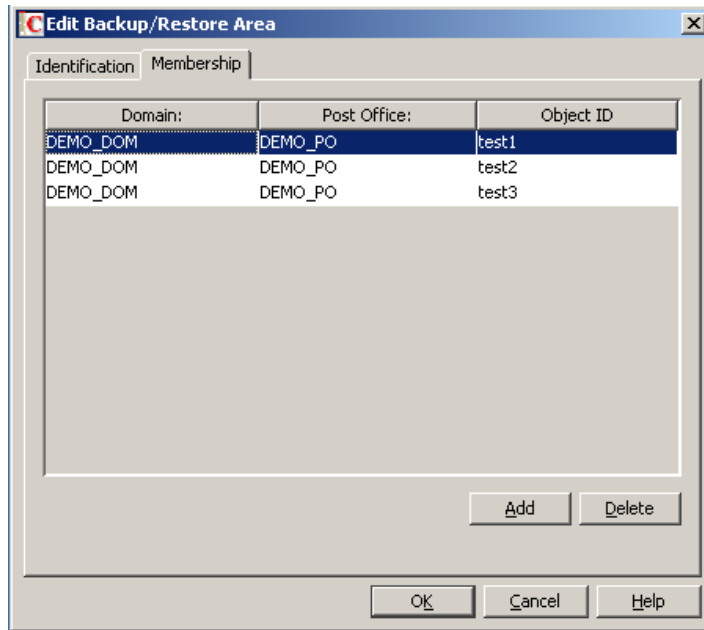 Edit Backup/Restore Area
Identification Membership
Domain: Post Office: Object ID
DEMO_DOM DEMO_PO test1
DEMO_DOM DEMO_PO test2
DEMO_DOM DEMO_PO test3
Add Delete
OK Cancel Help